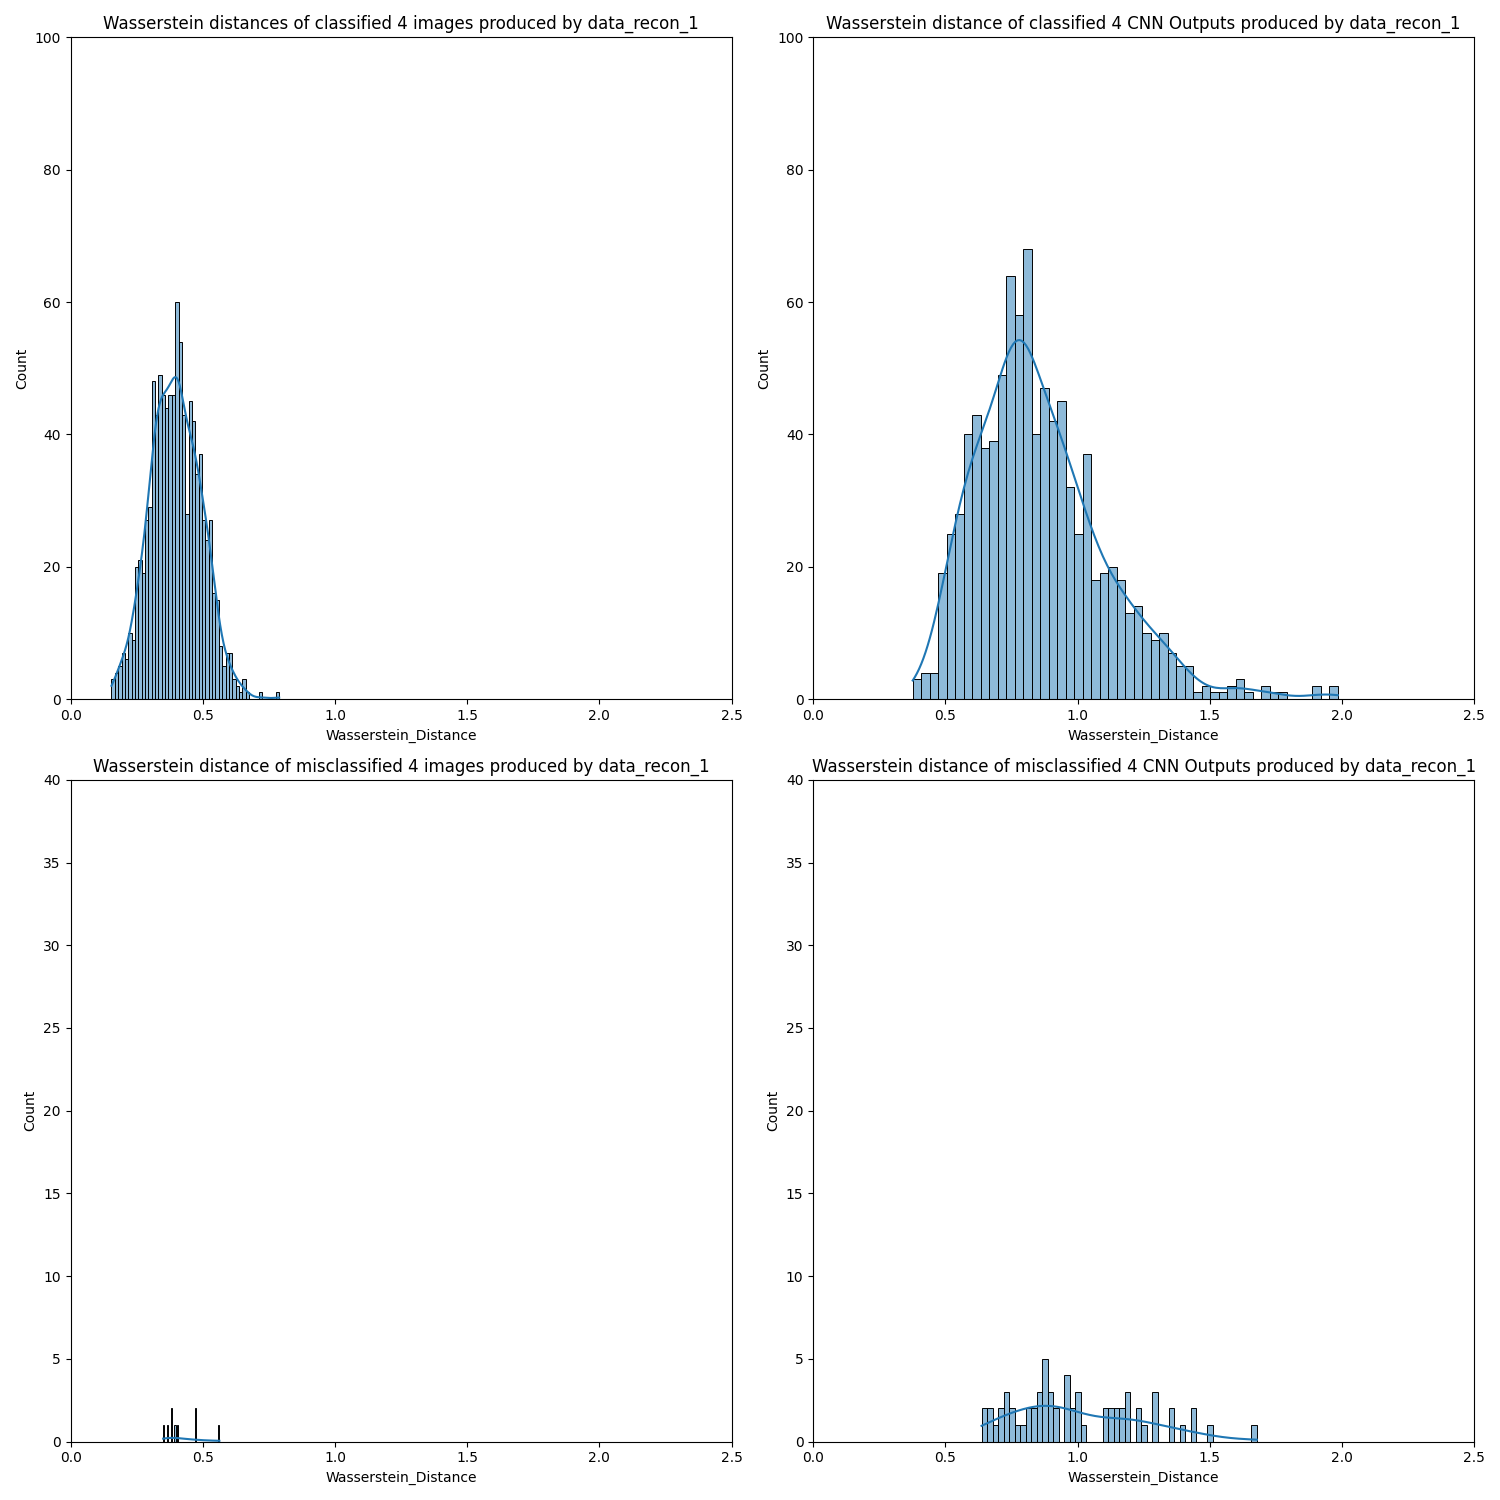 Wasserstein distances of classified 4 images produced by data_recon_1
100
80
60
40
20
0
Count
0.0 0.5 1.0 1.5 2.0 2.5
Wasserstein_Distance
Wasserstein distance of classified 4 CNN Outputs produced by data_recon_1
100
80
60
40
20
0
Count
0.0 0.5 1.0 1.5 2.0 2.5
Wasserstein_Distance
Wasserstein distance of misclassified 4 images produced by data_recon_1
40
35
30
25
20
15
10
5
0
Count
0.0 0.5 1.0 1.5 2.0 2.5
Wasserstein_Distance
Wasserstein distance of misclassified 4 CNN Outputs produced by data_recon_1
40
35
30
25
20
15
10
5
0
Count
0.0 0.5 1.0 1.5 2.0 2.5
Wasserstein_Distance